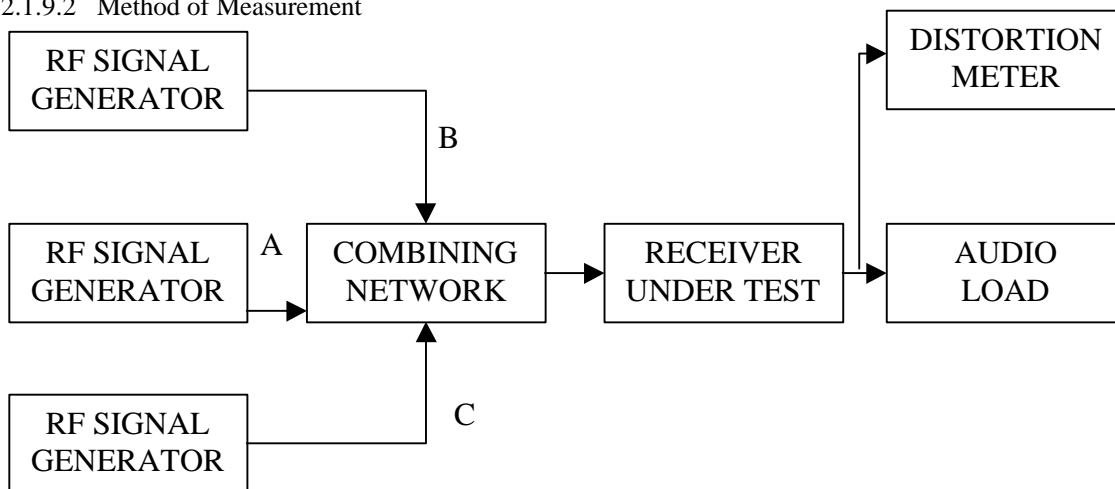 2.1.9.2 Method of Measurement
RF SIGNAL
GENERATOR
DISTORTION
METER
B
RF SIGNAL
GENERATOR
A
COMBINING
NETWORK
RECEIVER
UNDER TEST
AUDIO
LOAD
RF SIGNAL
GENERATOR
C